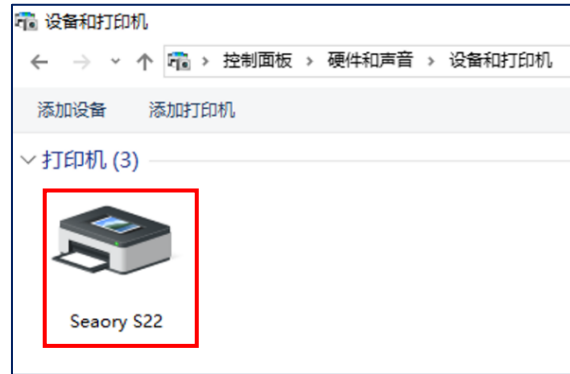 设备和打印机
控制面板 › 硬件和声音 › 设备和打印机
添加设备 添加打印机
打印机 (3)
Seaory S22